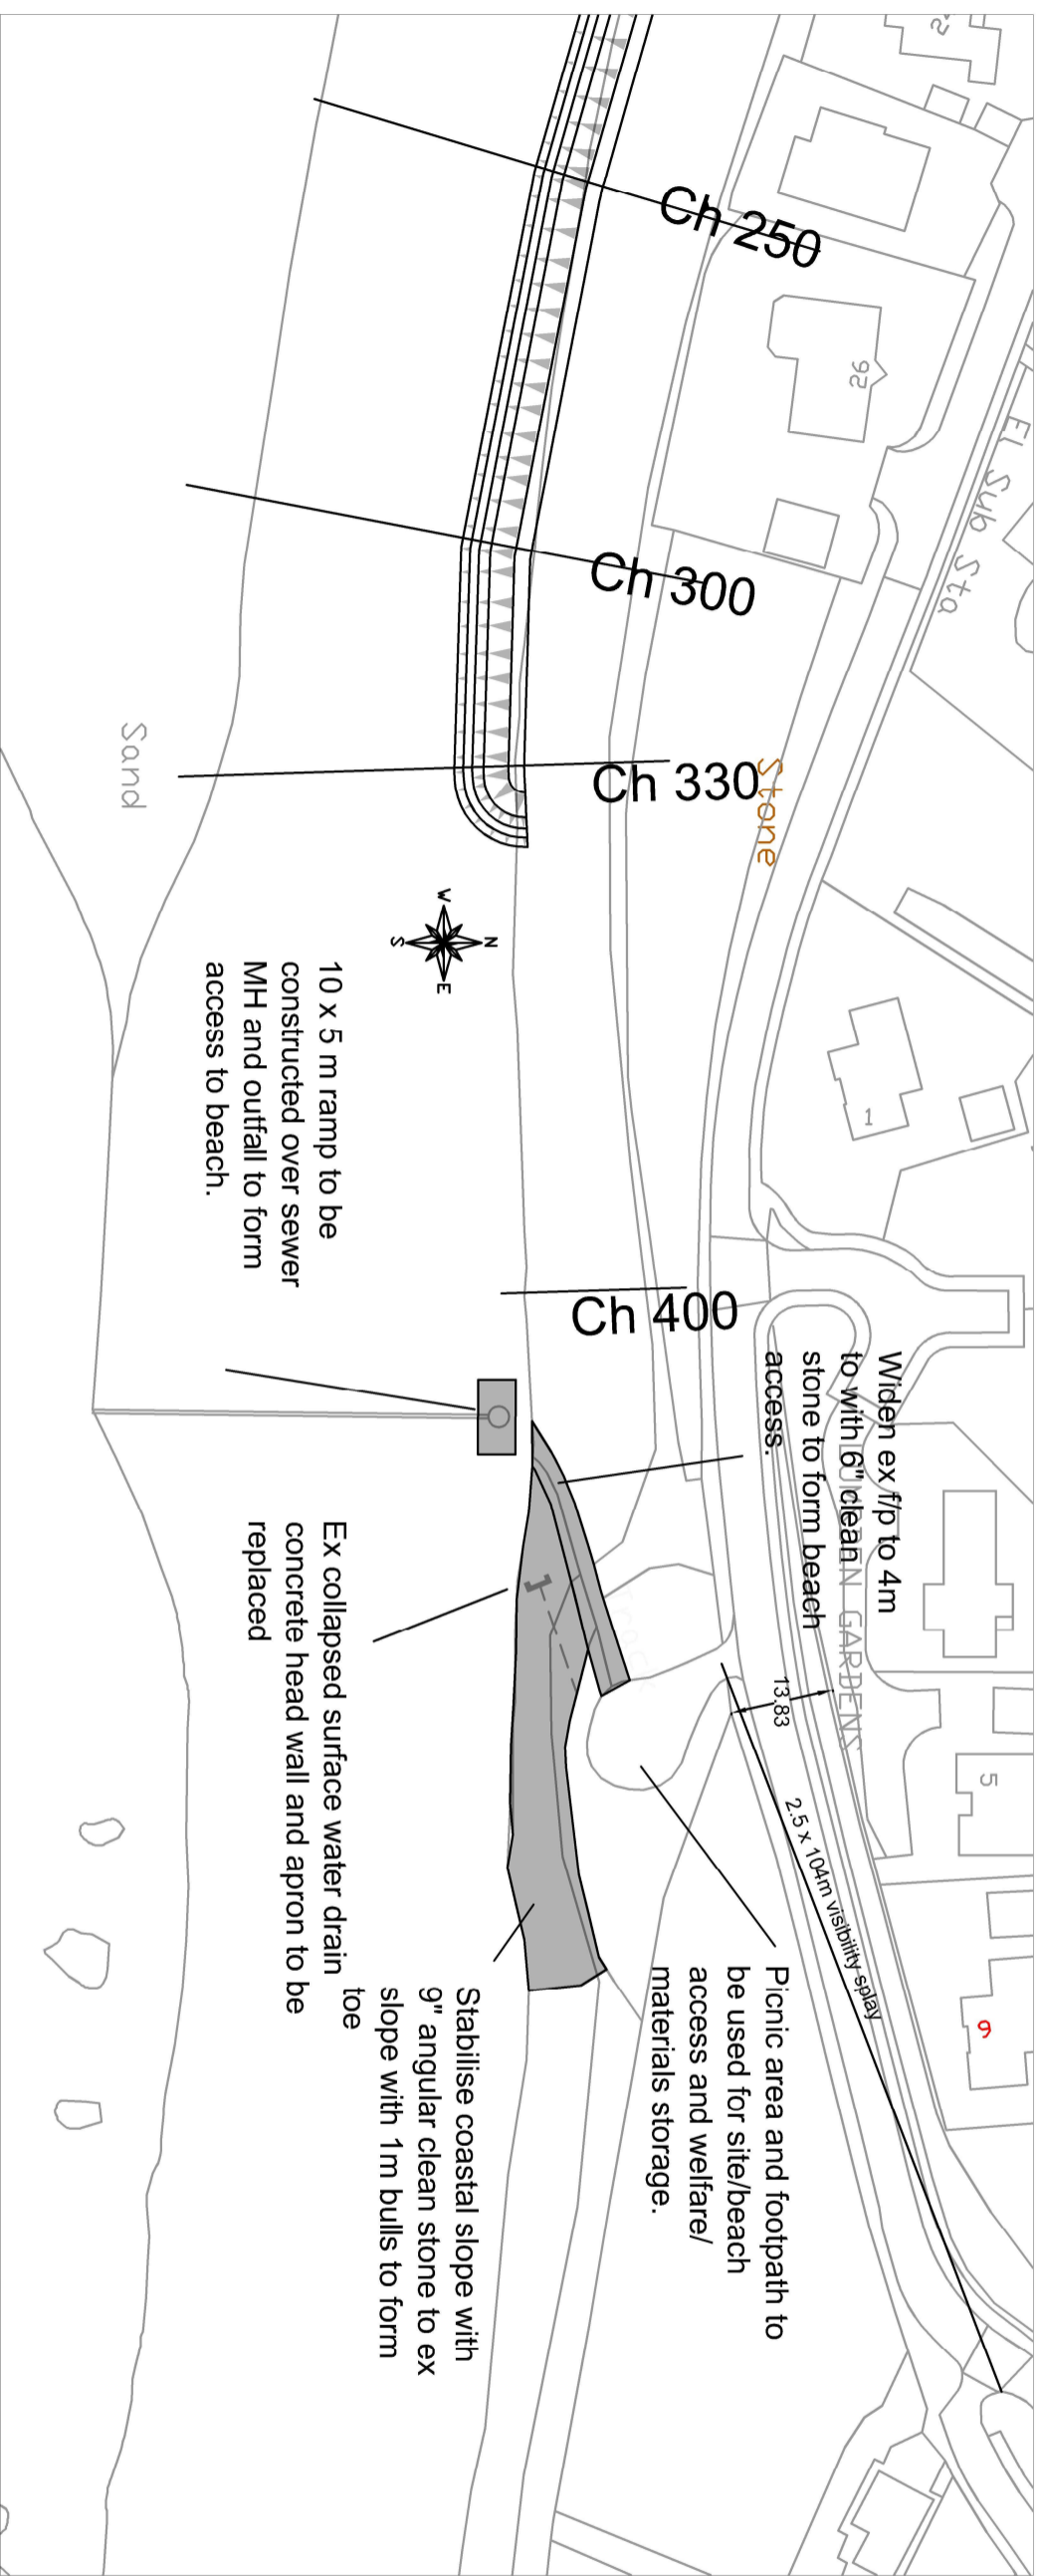 Ch 250
Ch 300
Ch 330
Ch 400
26
El Sub Sta
Stone
Sand
N
E
S
W
1
10 x 5 m ramp to be
constructed over sewer
MH and outfall to form
access to beach.
Widen ex f/p to 4m
to with 6" clean
stone to form beach
access.
GARDENS
13.83
5
2.5 x 104m visibility splay
9
Ex collapsed surface water drain
concrete head wall and apron to be
replaced
Picnic area and footpath to
be used for site/beach
access and welfare/
materials storage.
Stabilise coastal slope with
9" angular clean stone to ex
slope with 1m bulls to form
toe